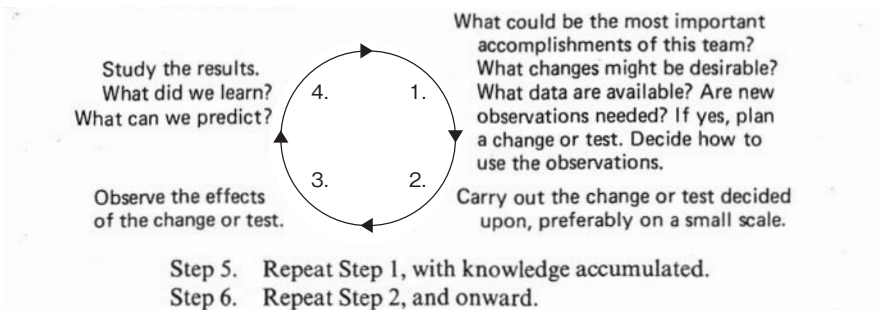 What could be the most important
accomplishments of this team?
What changes might be desirable?
What data are available? Are new
observations needed? If yes, plan
a change or test. Decide how to
use the observations.
Study the results.
What did we learn?
What can we predict?
4.
1.
3.
2.
Observe the effects
of the change or test.
Carry out the change or test decided
upon, preferably on a small scale.
Step 5. Repeat Step 1, with knowledge accumulated.
Step 6. Repeat Step 2, and onward.